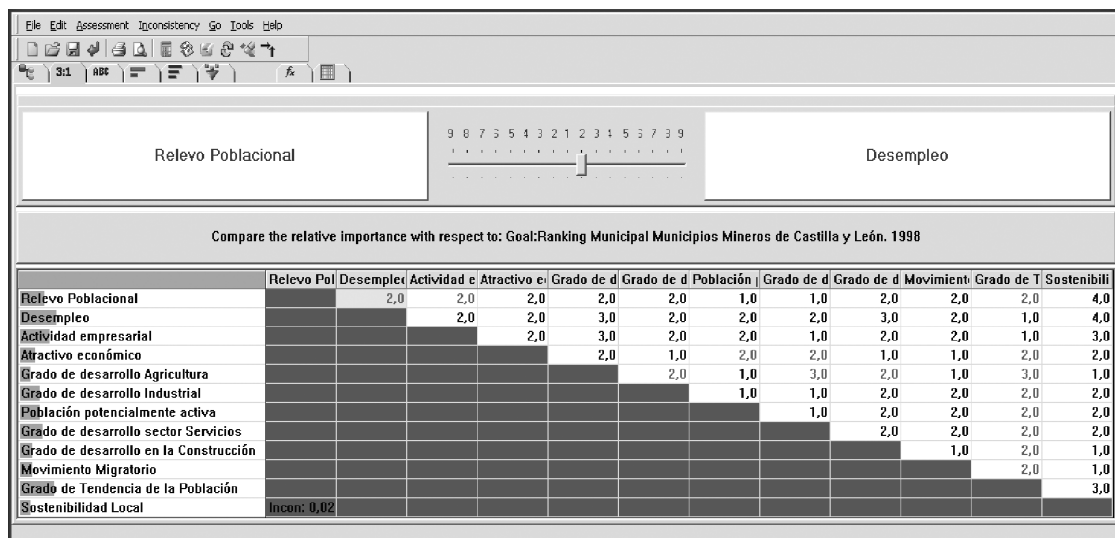 File Edit Assessment Inconsistency Go Tools Help
3:1 ABC fx
9 8 7 6 5 4 3 2 1 2 3 4 5 6 7 8 9
Relevo Poblacional Desempleo
Compare the relative importance with respect to: Goal:Ranking Municipal Municipios Mineros de Castilla y León. 1998
Relevo Pol Desempleo Actividad e Atractivo e Grado de d Grado de d Población Grado de d Grado de d Movimient Grado de T Sostenibili
Relevo Poblacional 2,0 2,0 2,0 2,0 2,0 1,0 1,0 2,0 2,0 2,0 4,0
Desempleo 2,0 2,0 3,0 2,0 2,0 2,0 3,0 2,0 1,0 4,0
Actividad empresarial 2,0 3,0 2,0 2,0 1,0 2,0 2,0 1,0 3,0
Atractivo económico 2,0 1,0 2,0 2,0 1,0 1,0 2,0 2,0
Grado de desarrollo Agricultura 2,0 1,0 3,0 2,0 1,0 3,0 1,0
Grado de desarrollo Industrial 1,0 1,0 2,0 2,0 2,0 2,0
Población potencialmente activa 1,0 2,0 2,0 2,0 2,0
Grado de desarrollo sector Servicios 2,0 2,0 2,0 2,0
Grado de desarrollo en la Construcción 1,0 2,0 1,0
Movimiento Migratorio 2,0 1,0
Grado de Tendencia de la Población 3,0
Sostenibilidad Local Incon: 0,02